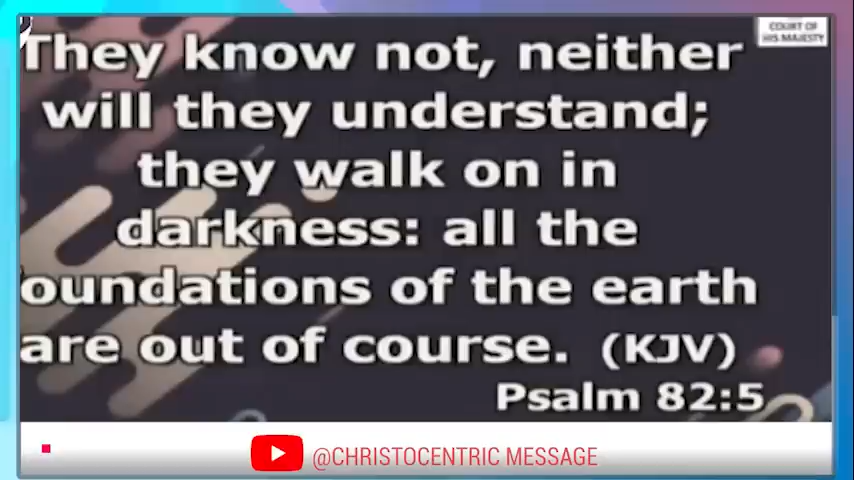 They know not, neither
will they understand;
they walk on in
darkness: all the
oundations of the earth
are out of course. (KJV)
Psalm 82:5
COURT OF
HIS MAJESTY
@CHRISTOCENTRIC MESSAGE